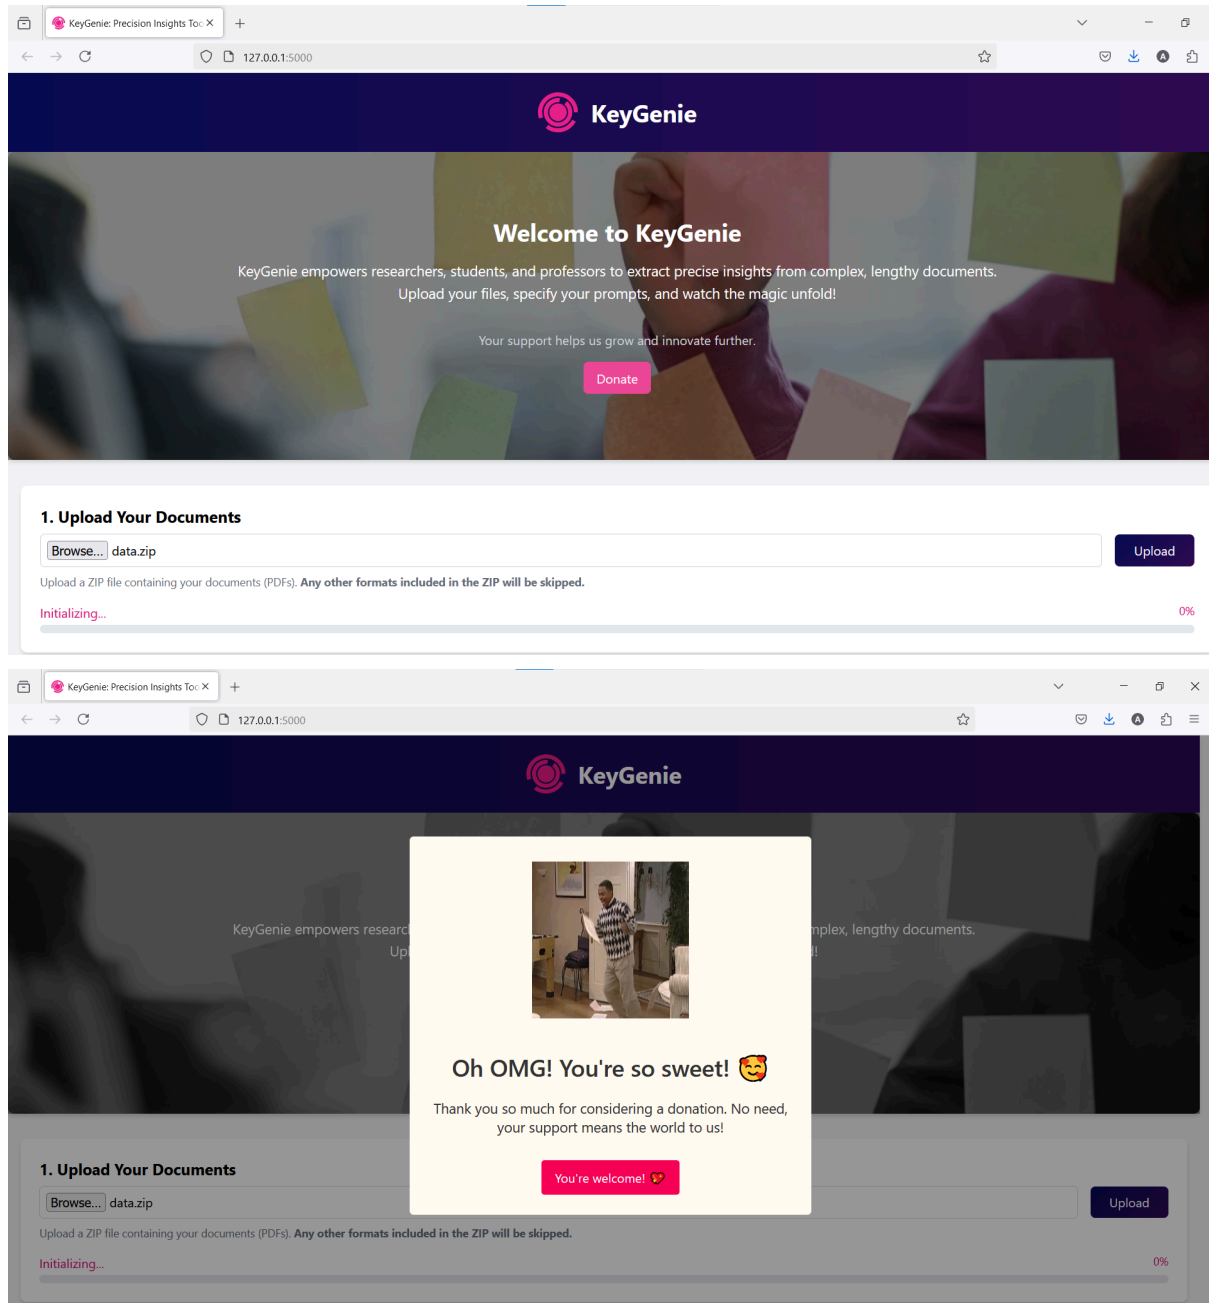 KeyGenie: Precision Insights Too
127.0.0.1:5000
KeyGenie
Welcome to KeyGenie
KeyGenie empowers researchers, students, and professors to extract precise insights from complex, lengthy documents.
Upload your files, specify your prompts, and watch the magic unfold!
Your support helps us grow and innovate further.
Donate
1. Upload Your Documents
Browse... data.zip
Upload
Upload a ZIP file containing your documents (PDFs). Any other formats included in the ZIP will be skipped.
Initializing... 0%
KeyGenie: Precision Insights Too
127.0.0.1:5000
KeyGenie
KeyGenie empowers researc mplex, lengthy documents.
Upl d!
Oh OMG! You're so sweet! 🥰
Thank you so much for considering a donation. No need,
your support means the world to us!
You're welcome! 💖
1. Upload Your Documents
Browse... data.zip
Upload
Upload a ZIP file containing your documents (PDFs). Any other formats included in the ZIP will be skipped.
Initializing... 0%